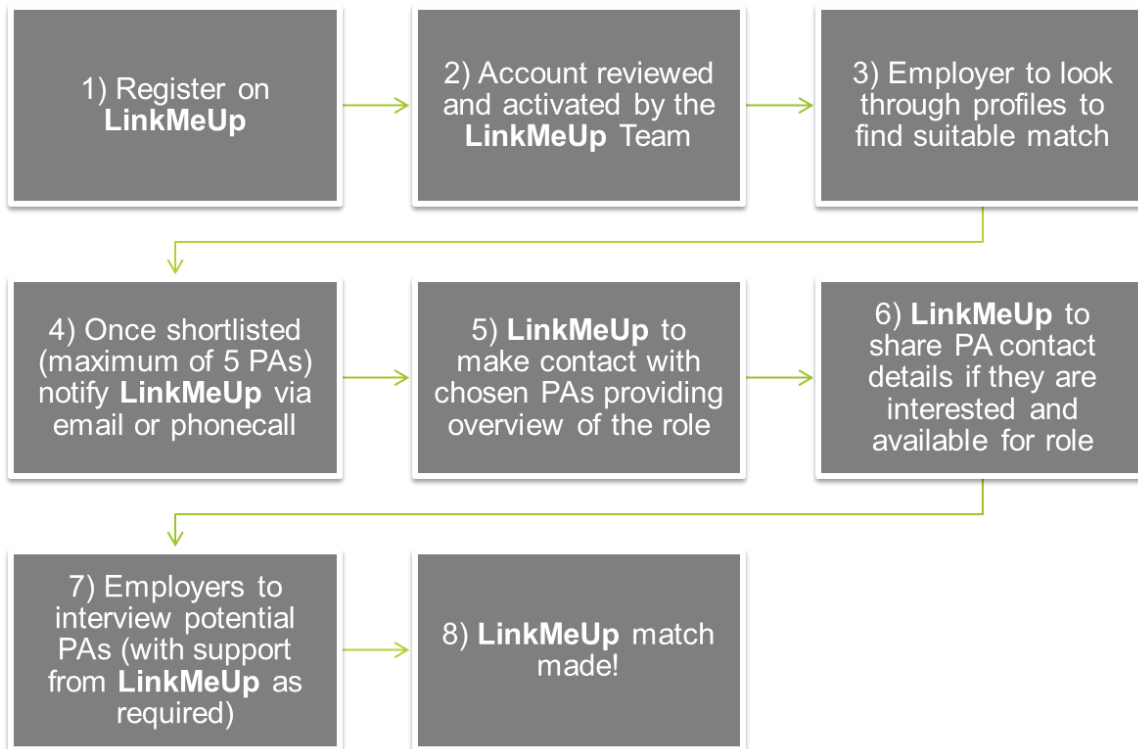 1) Register on
LinkMeUp
2) Account reviewed
and activated by the
LinkMeUp Team
3) Employer to look
through profiles to
find suitable match
4) Once shortlisted
(maximum of 5 PAs)
notify LinkMeUp via
email or phonecall
5) LinkMeUp to
make contact with
chosen PAs providing
overview of the role
6) LinkMeUp to
share PA contact
details if they are
interested and
available for role
7) Employers to
interview potential
PAs (with support
from LinkMeUp as
required)
8) LinkMeUp match
made!